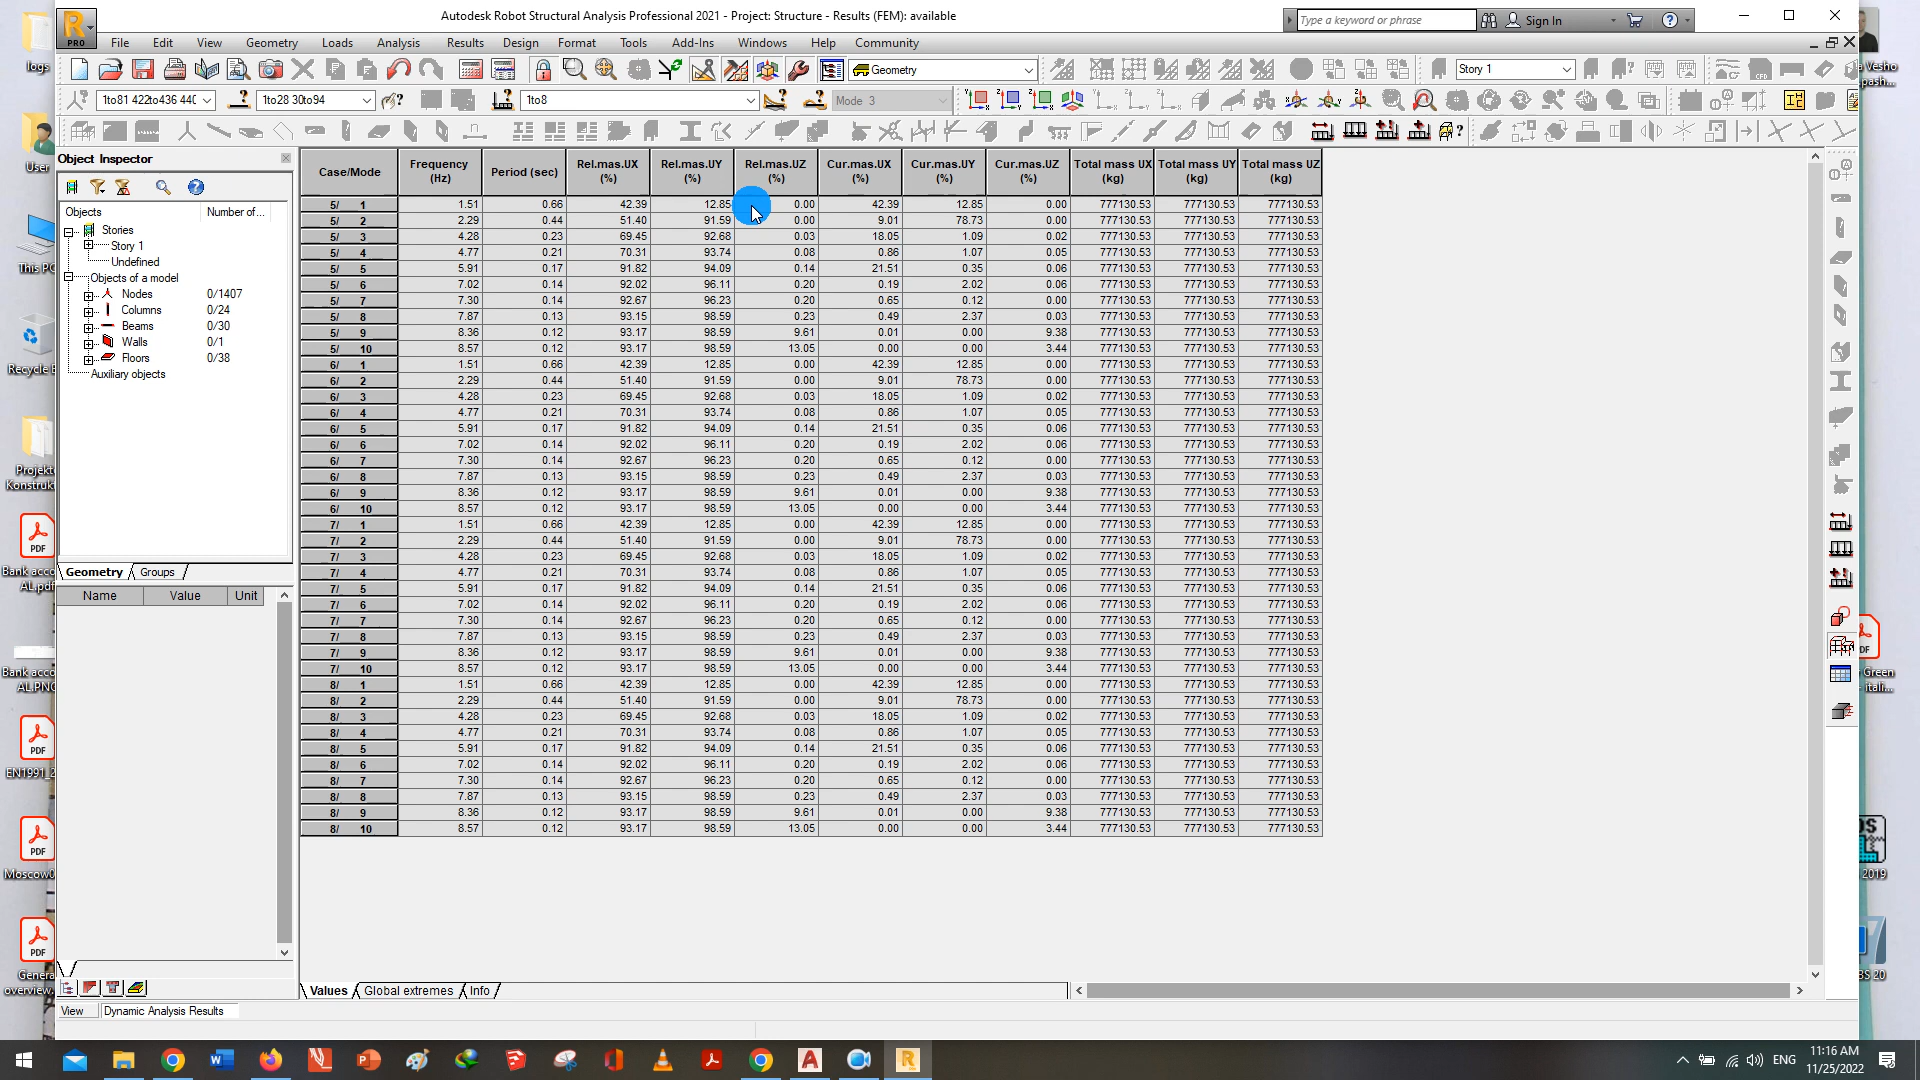 Autodesk Robot Structural Analysis Professional 2021 - Project: Structure - Results (FEM): available
Type a keyword or phrase
Sign In
PRO
File Edit View Geometry Loads Analysis Results Design Format Tools Add-Ins Windows Help Community
Geometry
Story 1
1to81 422to436 44(
1to28 30to94
1to8
Mode 3
Object Inspector
Objects Number of...
Stories
Story 1
Undefined
Objects of a model
Nodes 0/1407
Columns 0/24
Beams 0/30
Walls 0/1
Floors 0/38
Auxiliary objects
Geometry Groups
Name Value Unit
Case/Mode Frequency (Hz) Period (sec) Rel.mas.UX (%) Rel.mas.UY (%) Rel.mas.UZ (%) Cur.mas.UX (%) Cur.mas.UY (%) Cur.mas.UZ (%) Total mass UX (kg) Total mass UY (kg) Total mass UZ (kg)
5/ 1 1.51 0.66 42.39 12.85 0.00 42.39 12.85 0.00 777130.53 777130.53 777130.53
5/ 2 2.29 0.44 51.40 91.59 0.00 9.01 78.73 0.00 777130.53 777130.53 777130.53
5/ 3 4.28 0.23 69.45 92.68 0.03 18.05 1.09 0.02 777130.53 777130.53 777130.53
5/ 4 4.77 0.21 70.31 93.74 0.08 0.86 1.07 0.05 777130.53 777130.53 777130.53
5/ 5 5.91 0.17 91.82 94.09 0.14 21.51 0.35 0.06 777130.53 777130.53 777130.53
5/ 6 7.02 0.14 92.02 96.11 0.20 0.19 2.02 0.06 777130.53 777130.53 777130.53
5/ 7 7.30 0.14 92.67 96.23 0.20 0.65 0.12 0.00 777130.53 777130.53 777130.53
5/ 8 7.87 0.13 93.15 98.59 0.23 0.49 2.37 0.03 777130.53 777130.53 777130.53
5/ 9 8.36 0.12 93.17 98.59 9.61 0.01 0.00 9.38 777130.53 777130.53 777130.53
5/ 10 8.57 0.12 93.17 98.59 13.05 0.00 0.00 3.44 777130.53 777130.53 777130.53
6/ 1 1.51 0.66 42.39 12.85 0.00 42.39 12.85 0.00 777130.53 777130.53 777130.53
6/ 2 2.29 0.44 51.40 91.59 0.00 9.01 78.73 0.00 777130.53 777130.53 777130.53
6/ 3 4.28 0.23 69.45 92.68 0.03 18.05 1.09 0.02 777130.53 777130.53 777130.53
6/ 4 4.77 0.21 70.31 93.74 0.08 0.86 1.07 0.05 777130.53 777130.53 777130.53
6/ 5 5.91 0.17 91.82 94.09 0.14 21.51 0.35 0.06 777130.53 777130.53 777130.53
6/ 6 7.02 0.14 92.02 96.11 0.20 0.19 2.02 0.06 777130.53 777130.53 777130.53
6/ 7 7.30 0.14 92.67 96.23 0.20 0.65 0.12 0.00 777130.53 777130.53 777130.53
6/ 8 7.87 0.13 93.15 98.59 0.23 0.49 2.37 0.03 777130.53 777130.53 777130.53
6/ 9 8.36 0.12 93.17 98.59 9.61 0.01 0.00 9.38 777130.53 777130.53 777130.53
6/ 10 8.57 0.12 93.17 98.59 13.05 0.00 0.00 3.44 777130.53 777130.53 777130.53
7/ 1 1.51 0.66 42.39 12.85 0.00 42.39 12.85 0.00 777130.53 777130.53 777130.53
7/ 2 2.29 0.44 51.40 91.59 0.00 9.01 78.73 0.00 777130.53 777130.53 777130.53
7/ 3 4.28 0.23 69.45 92.68 0.03 18.05 1.09 0.02 777130.53 777130.53 777130.53
7/ 4 4.77 0.21 70.31 93.74 0.08 0.86 1.07 0.05 777130.53 777130.53 777130.53
7/ 5 5.91 0.17 91.82 94.09 0.14 21.51 0.35 0.06 777130.53 777130.53 777130.53
7/ 6 7.02 0.14 92.02 96.11 0.20 0.19 2.02 0.06 777130.53 777130.53 777130.53
7/ 7 7.30 0.14 92.67 96.23 0.20 0.65 0.12 0.00 777130.53 777130.53 777130.53
7/ 8 7.87 0.13 93.15 98.59 0.23 0.49 2.37 0.03 777130.53 777130.53 777130.53
7/ 9 8.36 0.12 93.17 98.59 9.61 0.01 0.00 9.38 777130.53 777130.53 777130.53
7/ 10 8.57 0.12 93.17 98.59 13.05 0.00 0.00 3.44 777130.53 777130.53 777130.53
8/ 1 1.51 0.66 42.39 12.85 0.00 42.39 12.85 0.00 777130.53 777130.53 777130.53
8/ 2 2.29 0.44 51.40 91.59 0.00 9.01 78.73 0.00 777130.53 777130.53 777130.53
8/ 3 4.28 0.23 69.45 92.68 0.03 18.05 1.09 0.02 777130.53 777130.53 777130.53
8/ 4 4.77 0.21 70.31 93.74 0.08 0.86 1.07 0.05 777130.53 777130.53 777130.53
8/ 5 5.91 0.17 91.82 94.09 0.14 21.51 0.35 0.06 777130.53 777130.53 777130.53
8/ 6 7.02 0.14 92.02 96.11 0.20 0.19 2.02 0.06 777130.53 777130.53 777130.53
8/ 7 7.30 0.14 92.67 96.23 0.20 0.65 0.12 0.00 777130.53 777130.53 777130.53
8/ 8 7.87 0.13 93.15 98.59 0.23 0.49 2.37 0.03 777130.53 777130.53 777130.53
8/ 9 8.36 0.12 93.17 98.59 9.61 0.01 0.00 9.38 777130.53 777130.53 777130.53
8/ 10 8.57 0.12 93.17 98.59 13.05 0.00 0.00 3.44 777130.53 777130.53 777130.53
Values Global extremes Info
View Dynamic Analysis Results
logs
User
This PC
Recycle
Projekt
Konstruk
Bank acco
AL.pdf
Bank acco
AL.PNG
EN1991_2
Moscow0
Genera
overview.
Vesho
pash...
Green
- itali...
2019
BS 20
ENG
11:16 AM
11/25/2022